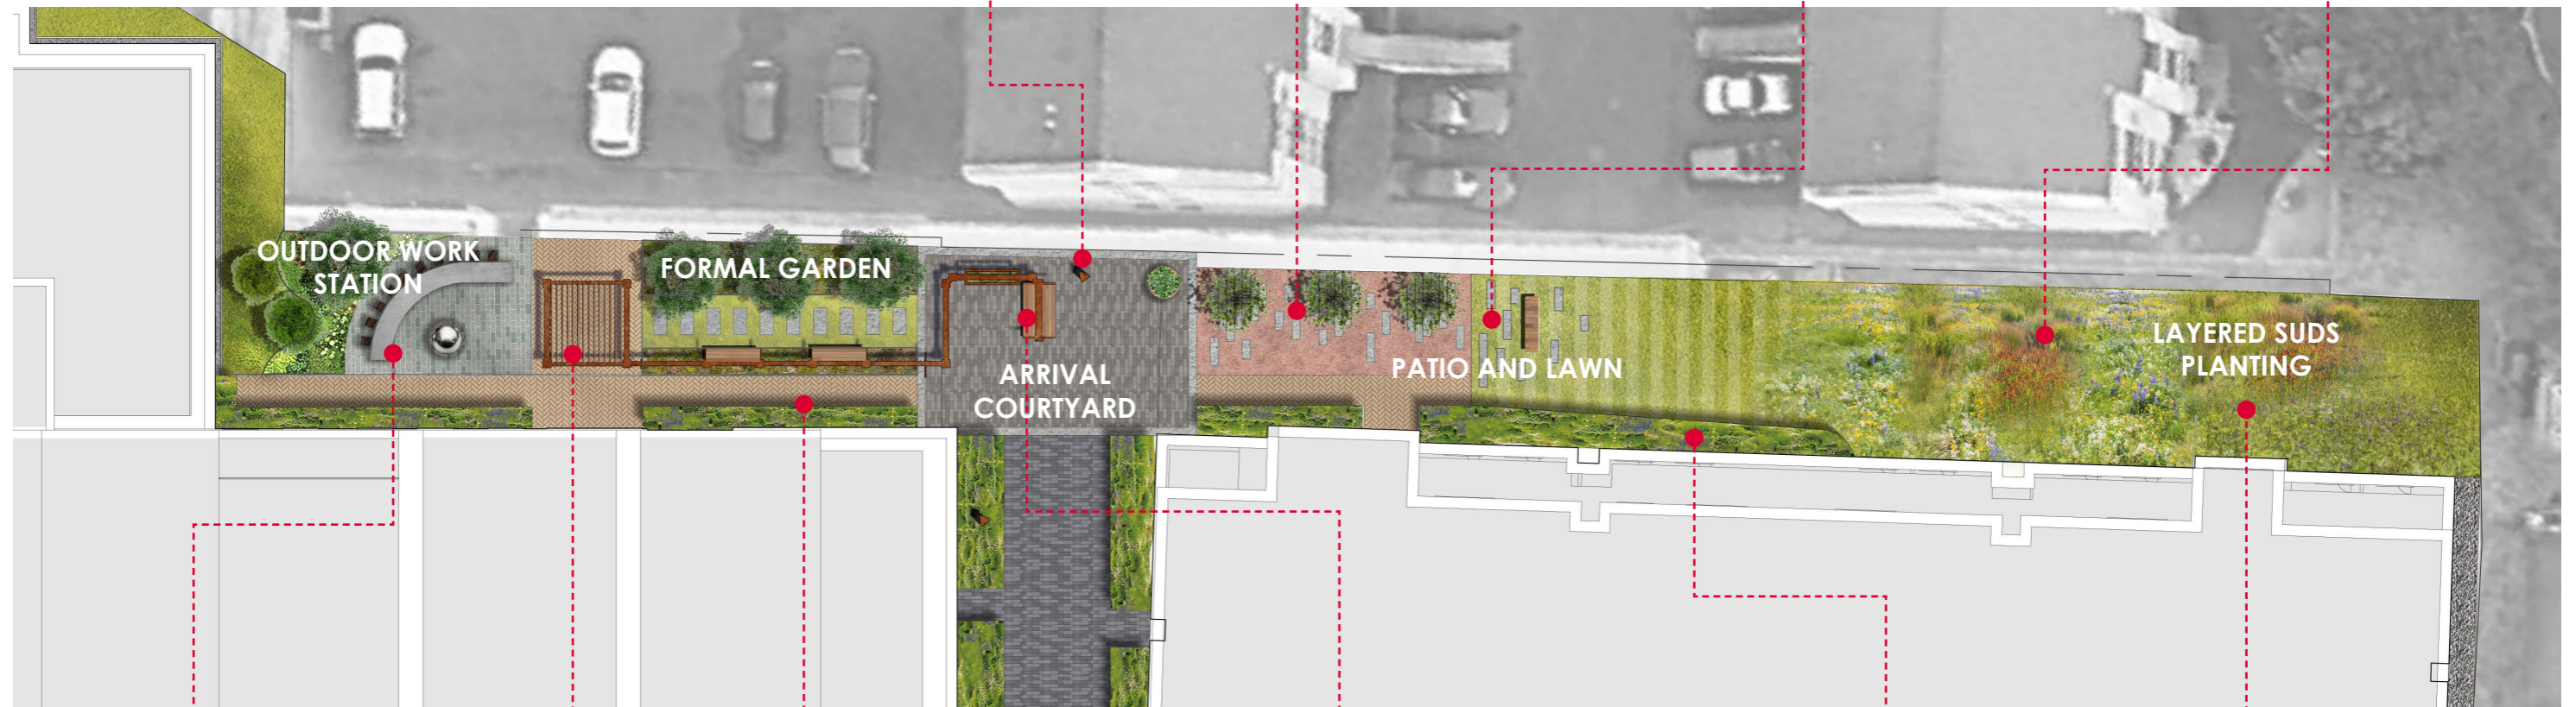 OUTDOOR WORK
STATION
FORMAL GARDEN
ARRIVAL
COURTYARD
PATIO AND LAWN
LAYERED SUDS
PLANTING